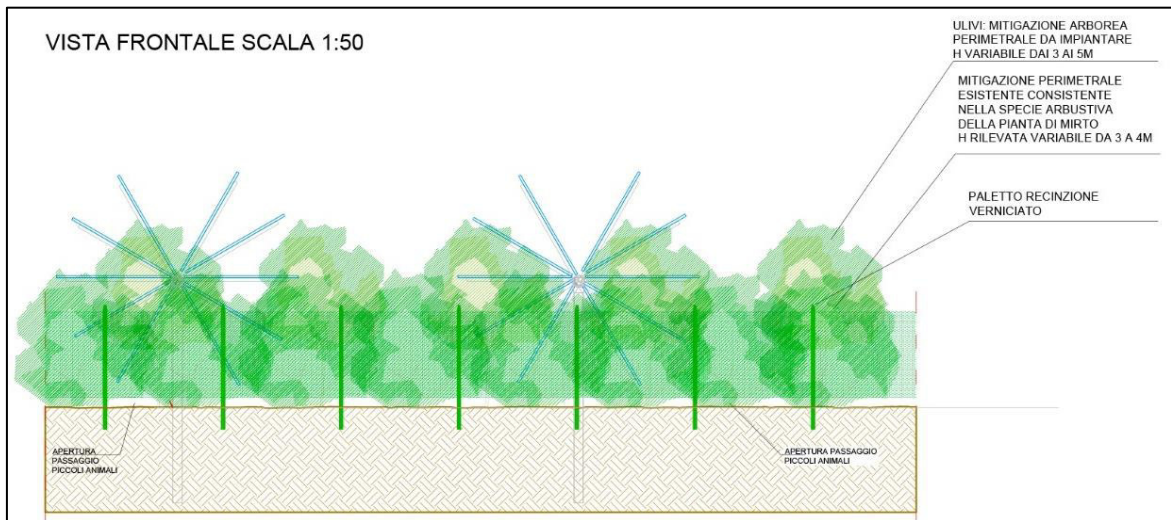 VISTA FRONTALE SCALA 1:50
ULIVI: MITIGAZIONE ARBOREA
PERIMETRALE DA IMPIANTARE
H VARIABILE DAI 3 AI 5M
MITIGAZIONE PERIMETRALE
ESISTENTE CONSISTENTE
NELLA SPECIE ARBUSTIVA
DELLA PIANTA DI MIRTO
H RILEVATA VARIABILE DA 3 A 4M
PALETTO RECINZIONE
VERNICIATO
APERTURA
PASSAGGIO
PICCOLI ANIMALI
APERTURA PASSAGGIO
PICCOLI ANIMALI